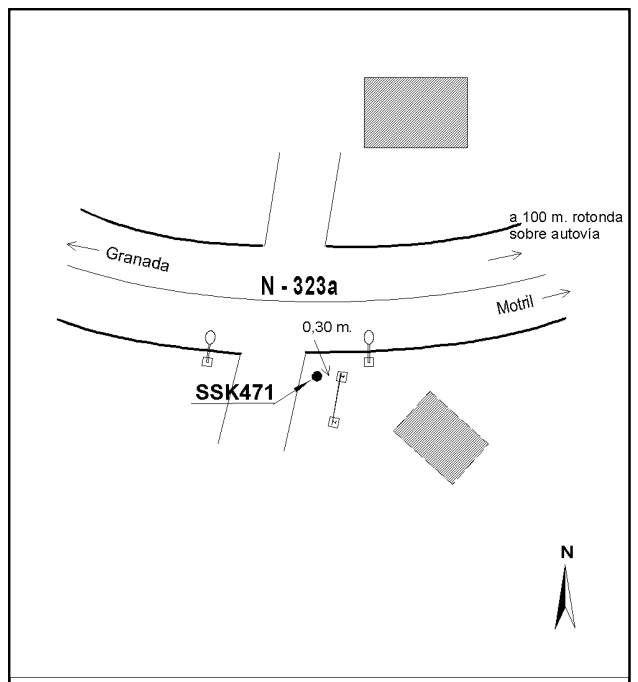 a 100 m. rotonda
sobre autovía
Granada
N - 323a
Motril
0,30 m.
SSK471
N